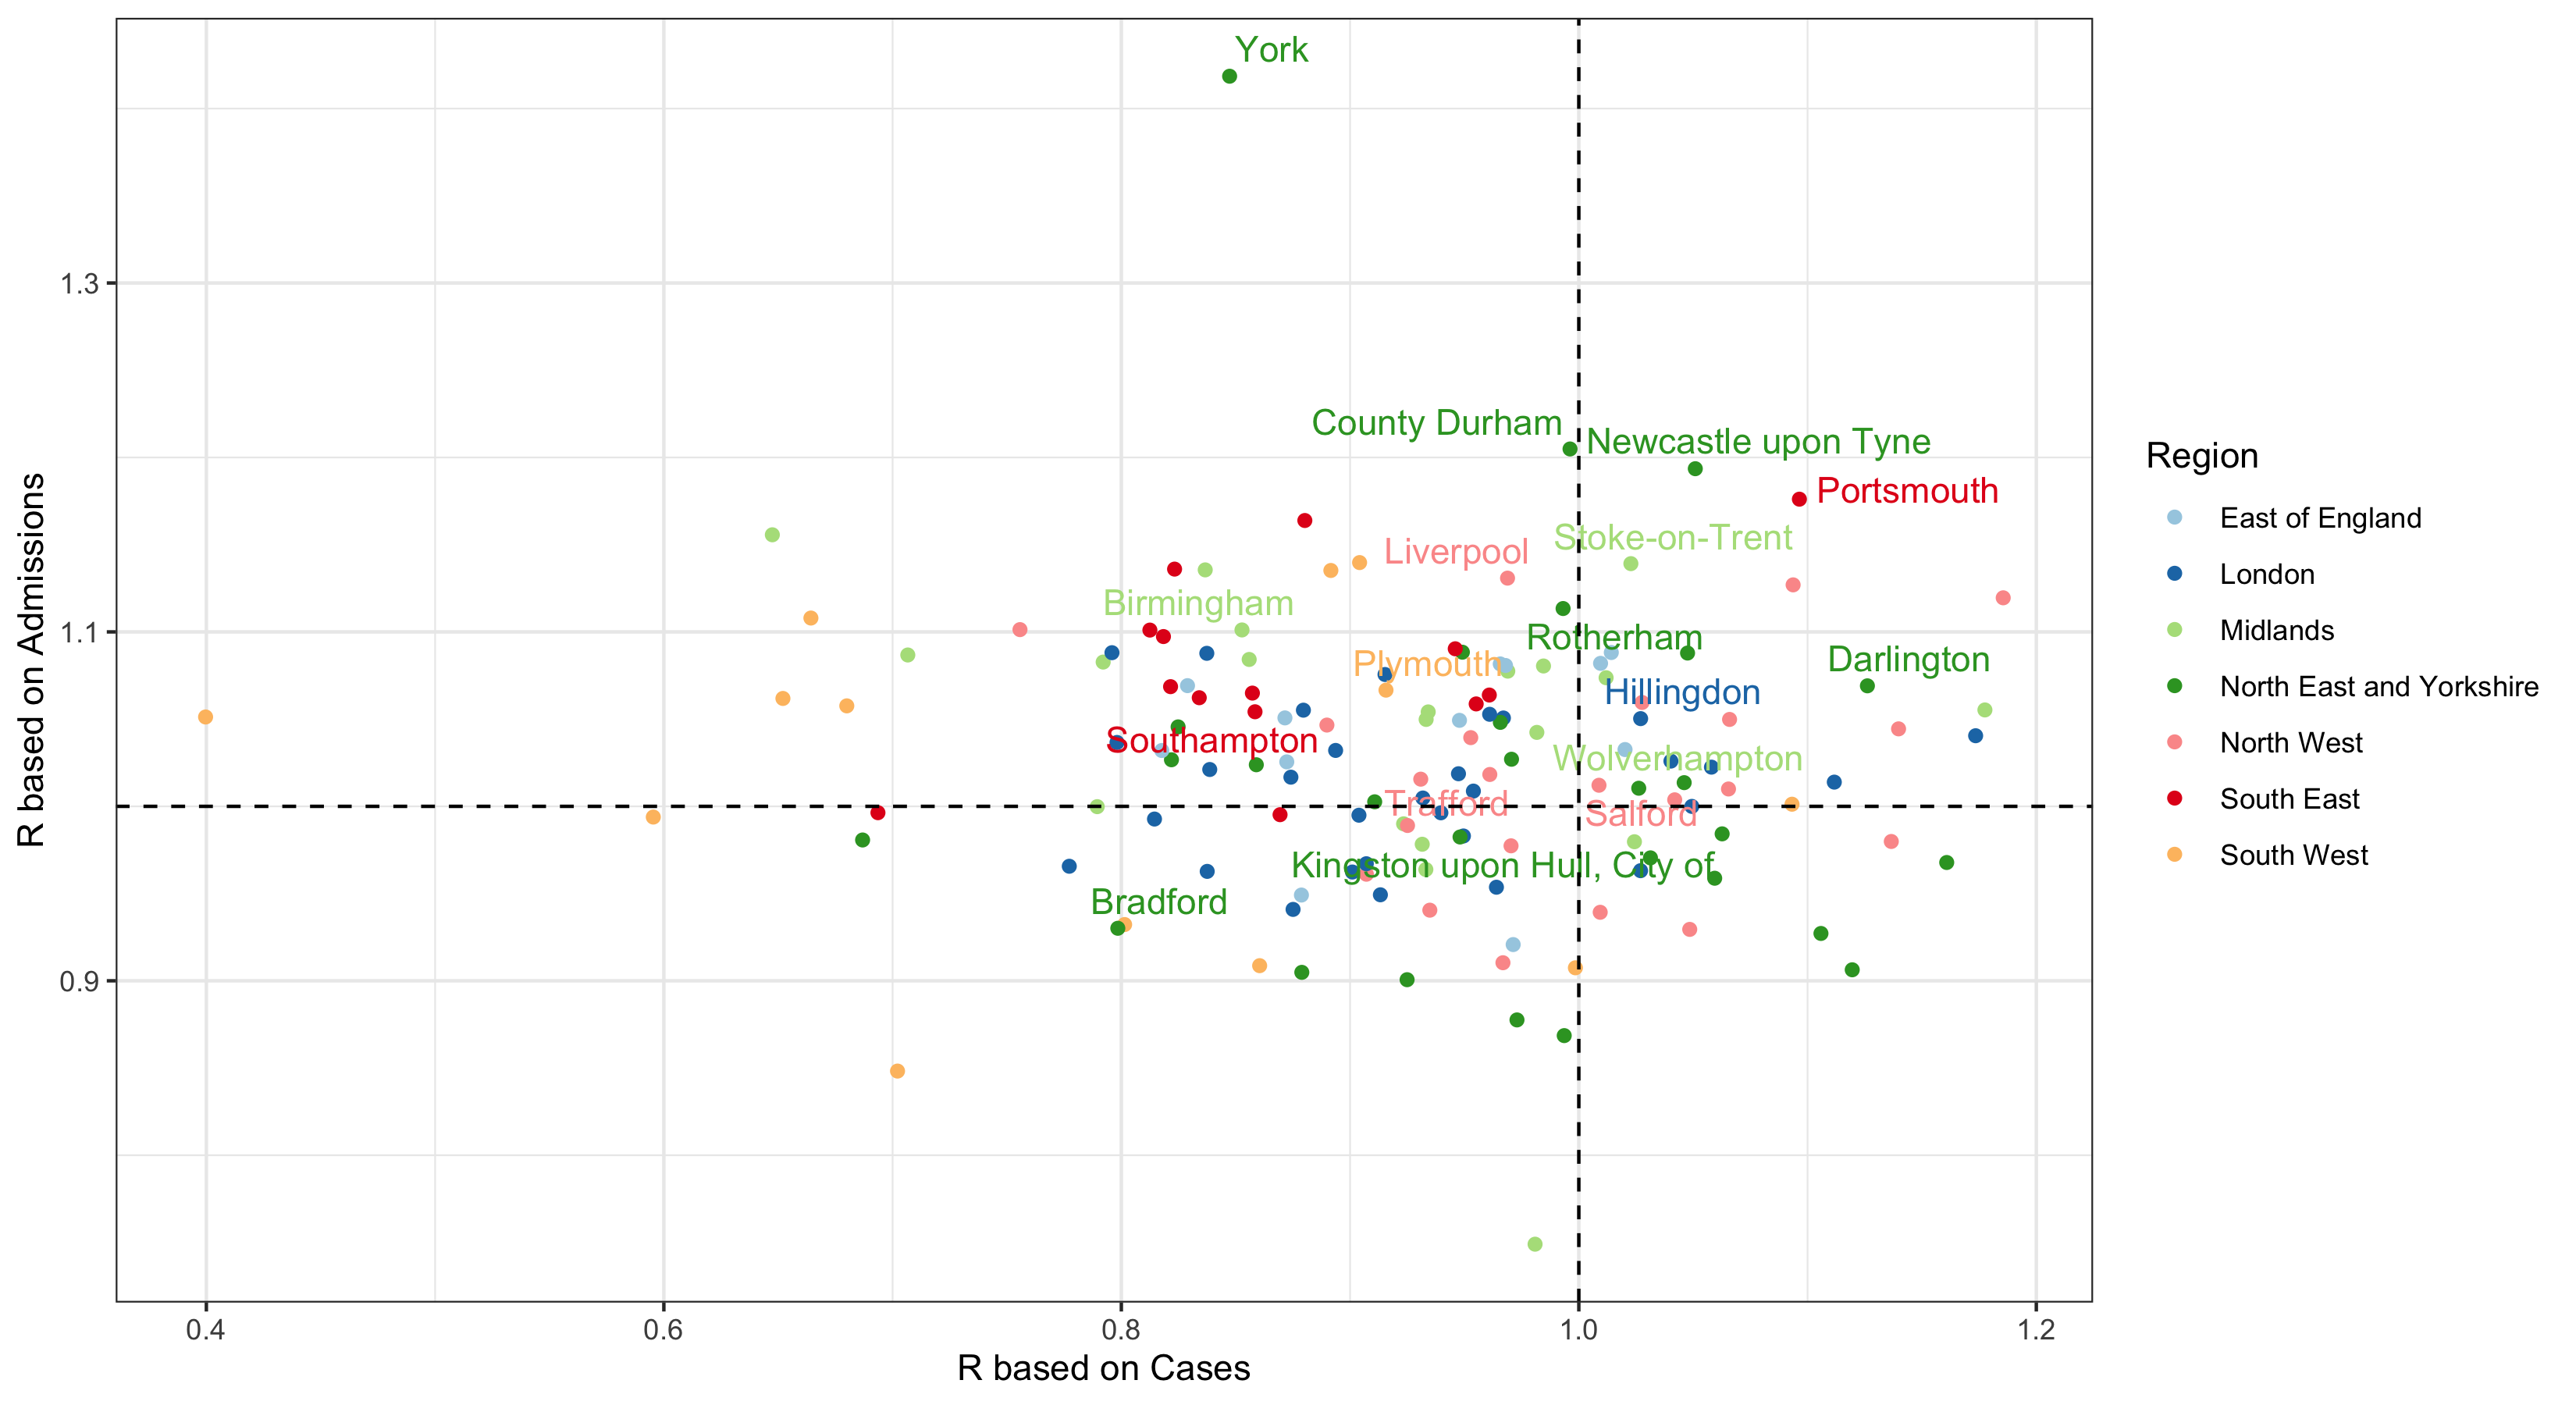 York
County Durham
Newcastle upon Tyne
Portsmouth
Stoke-on-Trent
Liverpool
Birmingham
Rotherham
Plymouth
Darlington
Hillingdon
Southampton
Wolverhampton
Trafford
Salford
Kingston upon Hull, City of
Bradford
1.3
1.1
0.9
R based on Admissions
0.4
0.6
0.8
1.0
1.2
R based on Cases
Region
East of England
London
Midlands
North East and Yorkshire
North West
South East
South West